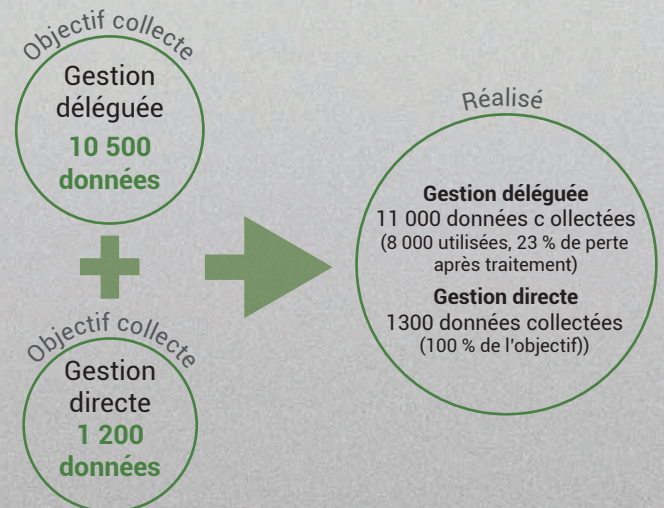 Objectif collecte
Gestion
déléguée
10 500
données
Objectif collecte
Gestion
directe
1 200
données
Réalisé
Gestion déléguée
11 000 données c ollectées
(8 000 utilisées, 23 % de perte
après traitement)
Gestion directe
1300 données collectées
(100 % de l'objectif))